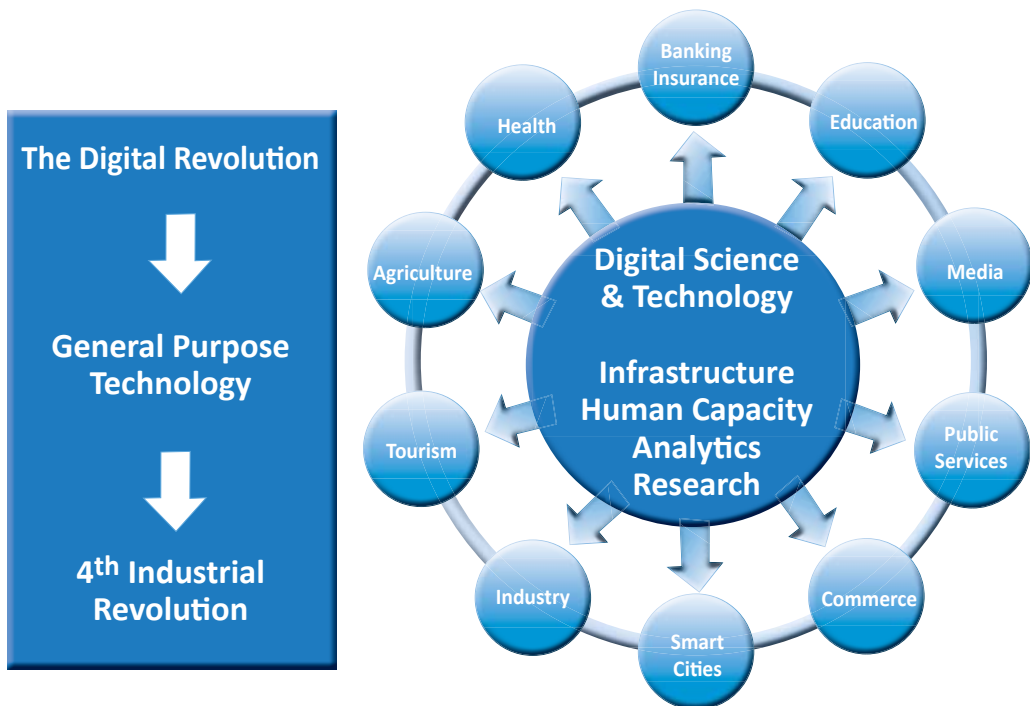 The Digital Revolution
General Purpose
Technology
4th Industrial
Revolution
Digital Science
& Technology
Infrastructure
Human Capacity
Analytics
Research
Banking
Insurance
Education
Media
Public
Services
Commerce
Smart
Cities
Industry
Tourism
Agriculture
Health